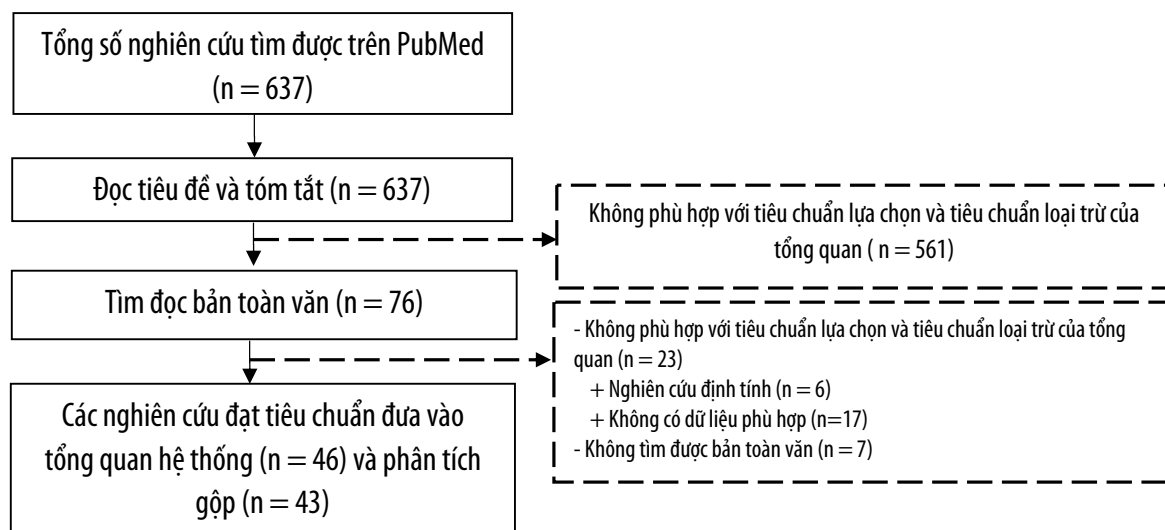 Tổng số nghiên cứu tìm được trên PubMed
(n = 637)
Đọc tiêu đề và tóm tắt (n = 637)
Không phù hợp với tiêu chuẩn lựa chọn và tiêu chuẩn loại trừ của
tổng quan ( n = 561)
Tìm đọc bản toàn văn (n = 76)
- Không phù hợp với tiêu chuẩn lựa chọn và tiêu chuẩn loại trừ của tổng
quan (n = 23)
+ Nghiên cứu định tính (n = 6)
+ Không có dữ liệu phù hợp (n=17)
- Không tìm được bản toàn văn (n = 7)
Các nghiên cứu đạt tiêu chuẩn đưa vào
tổng quan hệ thống (n = 46) và phân tích
gộp (n = 43)